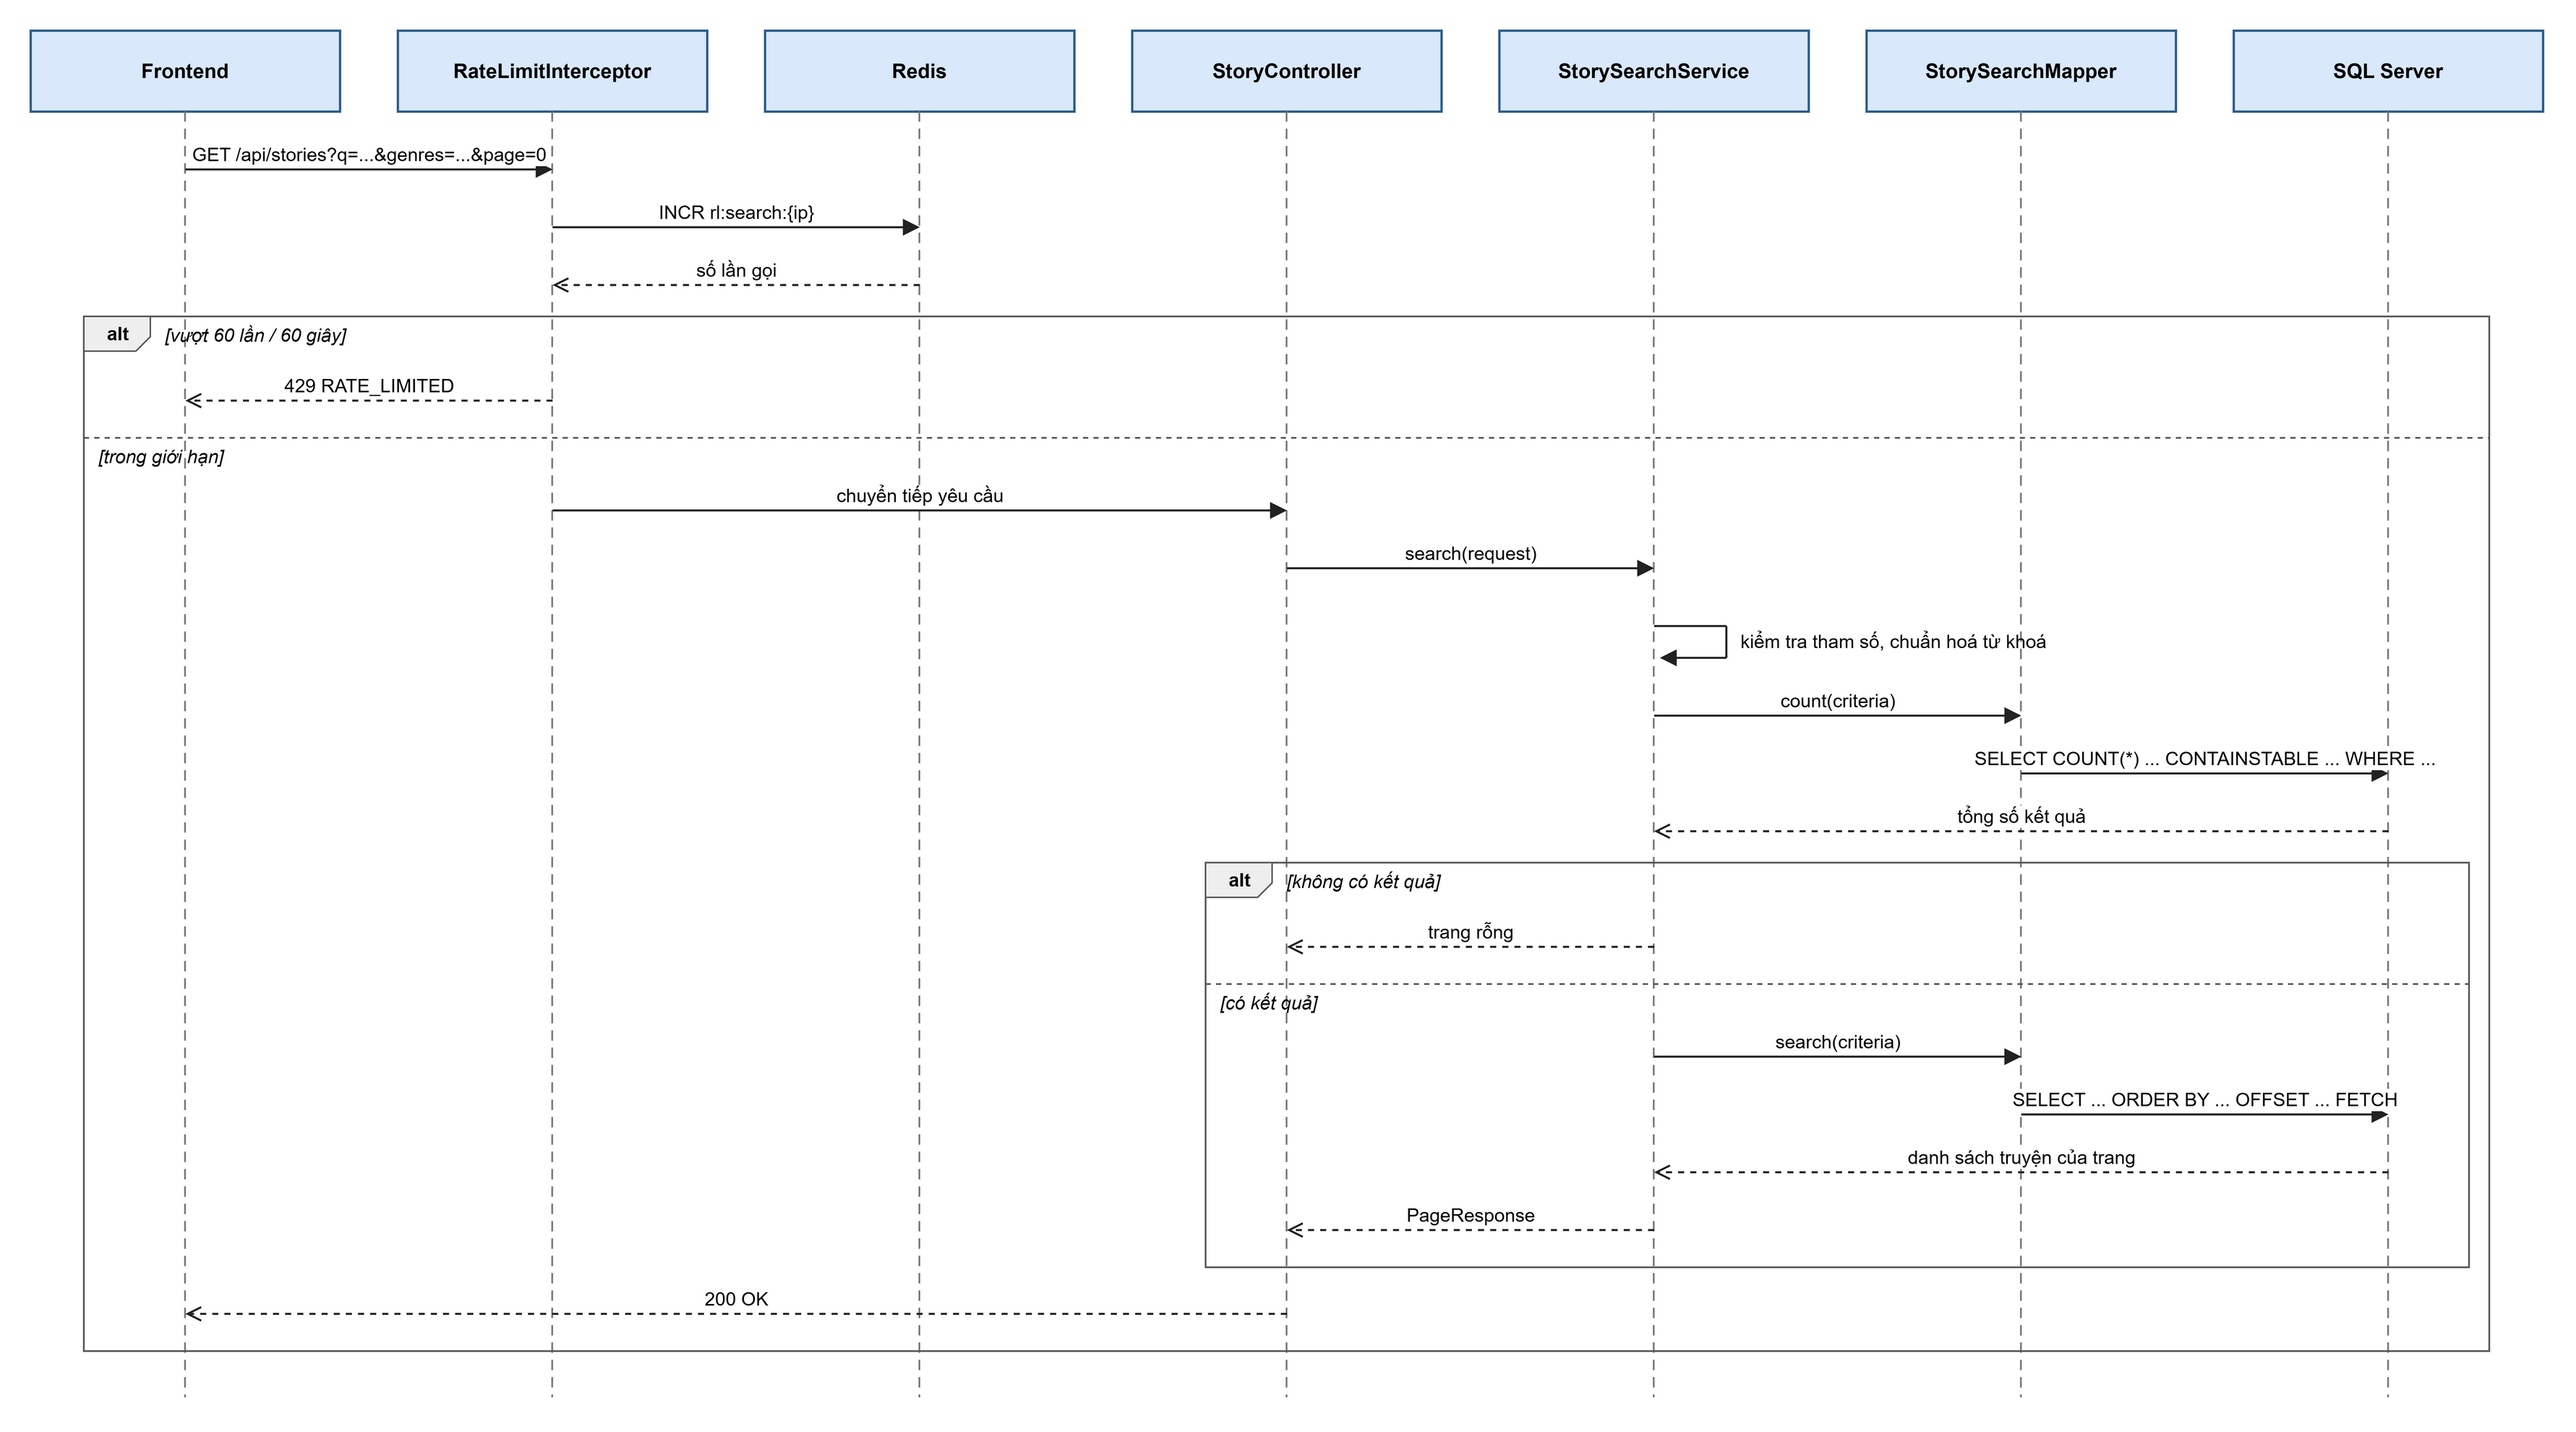 Frontend
RateLimitInterceptor
Redis
StoryController
StorySearchService
StorySearchMapper
SQL Server
GET /api/stories?q=...&genres=...&page=0
INCR rl:search:{ip}
số lần gọi
alt
[vượt 60 lần / 60 giây]
429 RATE_LIMITED
[trong giới hạn]
chuyển tiếp yêu cầu
search(request)
kiểm tra tham số, chuẩn hoá từ khoá
count(criteria)
SELECT COUNT(*) ... CONTAINSTABLE ... WHERE ...
tổng số kết quả
alt
[không có kết quả]
trang rỗng
[có kết quả]
search(criteria)
SELECT ... ORDER BY ... OFFSET ... FETCH
danh sách truyện của trang
PageResponse
200 OK